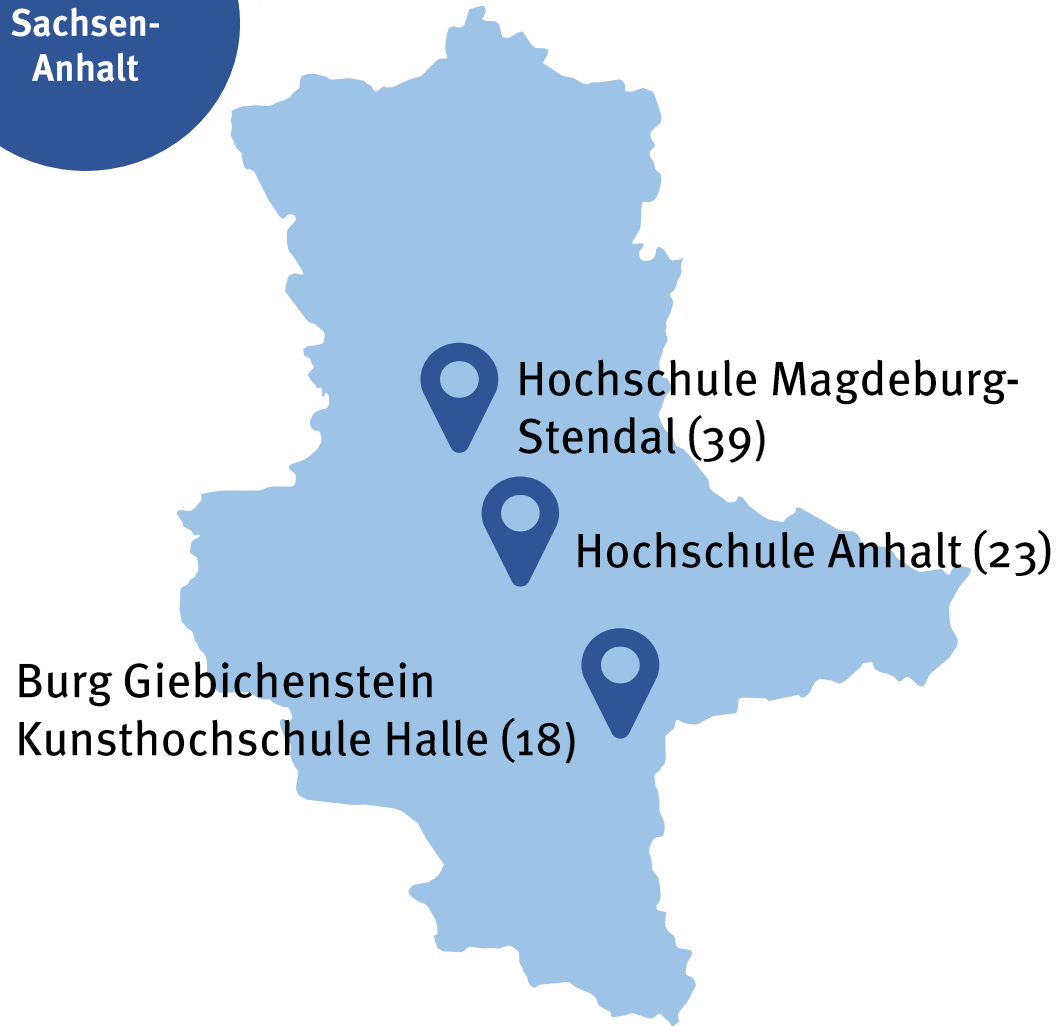 Sachsen-
Anhalt
Hochschule Magdeburg-
Stendal (39)
Hochschule Anhalt (23)
Burg Giebichenstein
Kunsthochschule Halle (18)